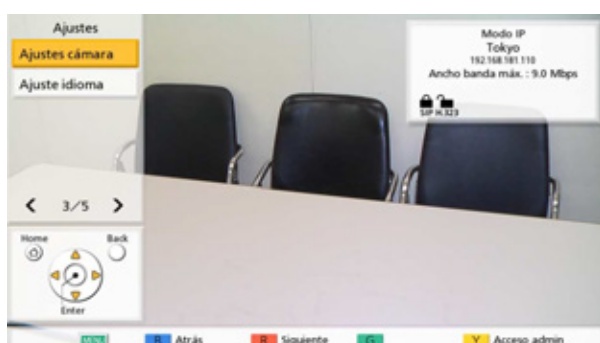 Ajustes
Ajustes cámara
Ajuste idioma
3/5
Home
Back
Enter
Modo IP
Tokyo
192.168.181.110
Ancho banda máx. : 9.0 Mbps
SIP H.323
MENU
B Atrás
R Siguiente
G
Y Acceso admin